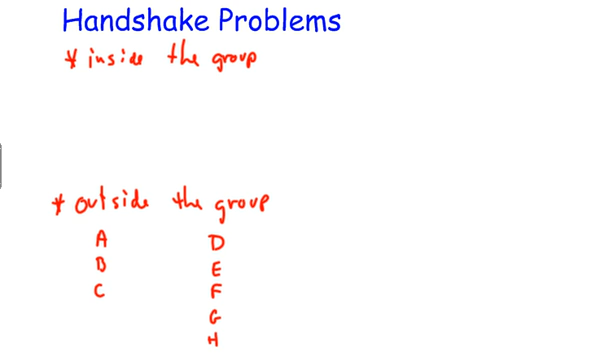 Handshake Problems
* inside the group
* outside the group
A D
B E
C F
G
H